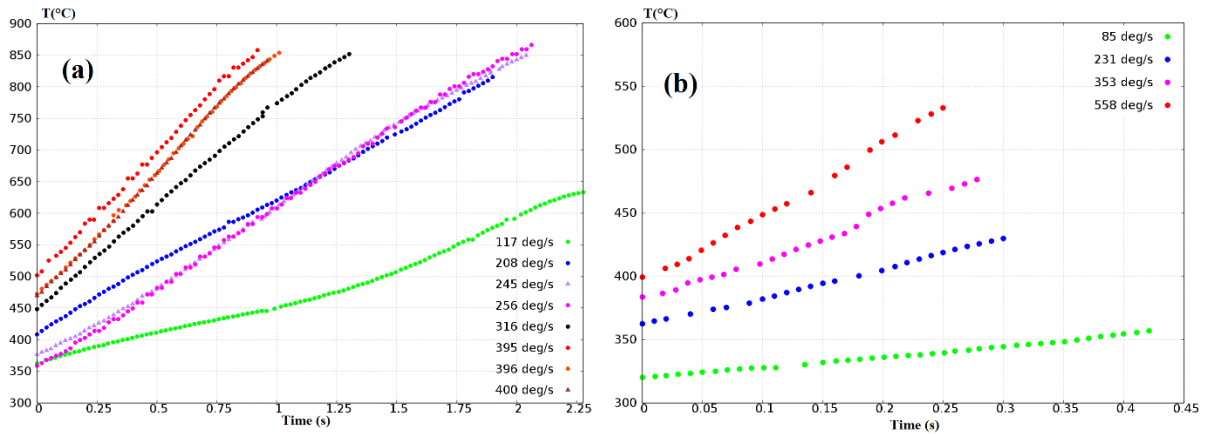 T(°C)
(a)
900
850
800
750
700
650
600
550
500
450
400
350
300
0
0.25
0.5
0.75
1
1.25
1.5
1.75
2
2.25
Time (s)
117 deg/s
208 deg/s
245 deg/s
256 deg/s
316 deg/s
395 deg/s
396 deg/s
400 deg/s
T(°C)
(b)
600
550
500
450
400
350
300
0
0.05
0.1
0.15
0.2
0.25
0.3
0.35
0.4
0.45
Time (s)
85 deg/s
231 deg/s
353 deg/s
558 deg/s